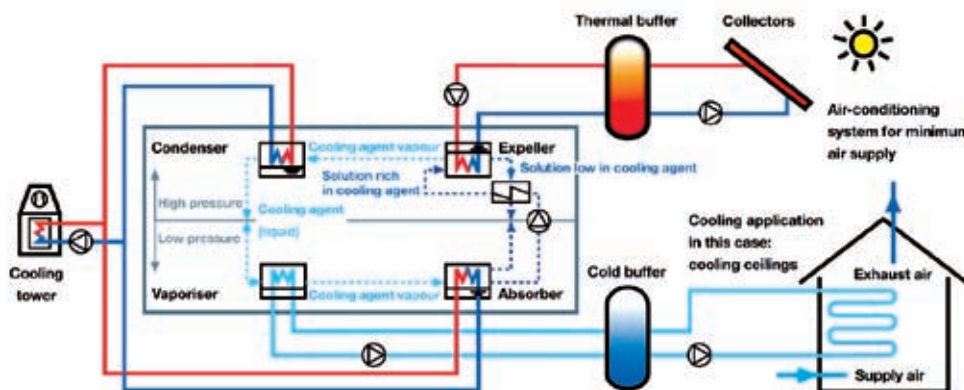 Thermal buffer
Collectors
Air-conditioning
system for minimum
air supply
Condenser
Cooling agent vapour
Expeller
Solution rich
in cooling agent
Solution low in cooling agent
High pressure
Cooling agent
(liquid)
Low pressure
Cooling
tower
Vaporiser
Cooling agent vapour
Absorber
Cold buffer
Cooling application
in this case:
cooling ceilings
Exhaust air
Supply air